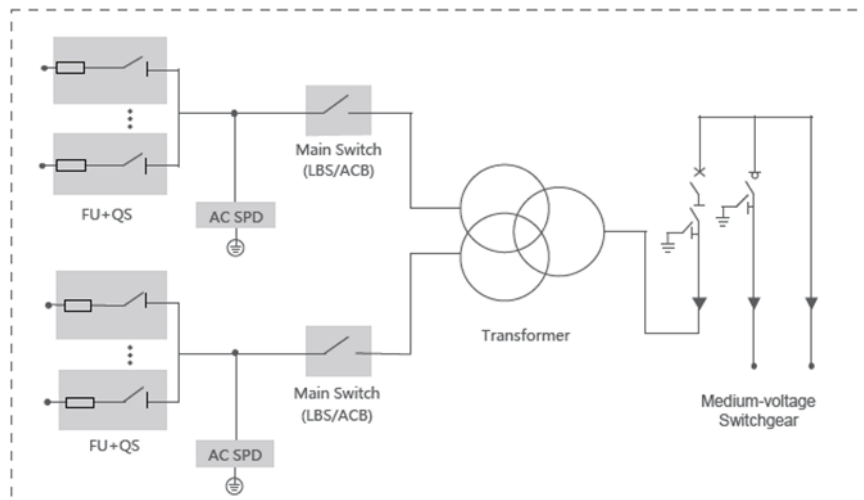 Main Switch
(LBS/ACB)
FU+QS
AC SPD
Transformer
Main Switch
(LBS/ACB)
Medium-voltage
Switchgear
FU+QS
AC SPD